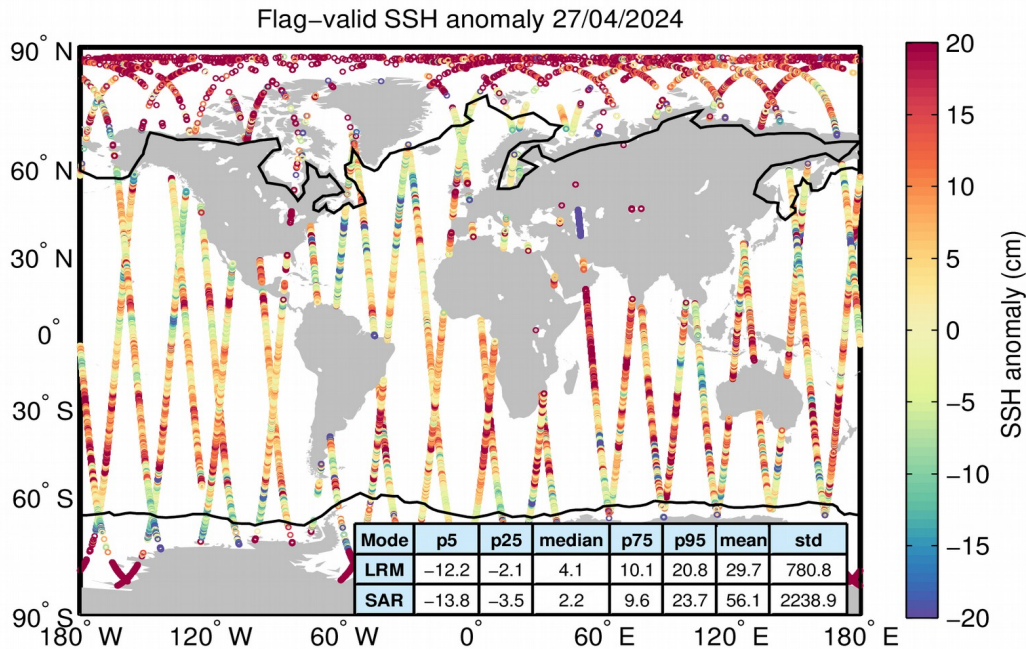 Flag−valid SSH anomaly 27/04/2024
90° N
60° N
30° N
0°
30° S
60° S
90° S
180° W
120° W
60° W
0°
60° E
120° E
180° E
Mode p5 p25 median p75 p95 mean std
LRM −12.2 −2.1 4.1 10.1 20.8 29.7 780.8
SAR −13.8 −3.5 2.2 9.6 23.7 56.1 2238.9
20
15
10
5
0
−5
−10
−15
−20
SSH anomaly (cm)